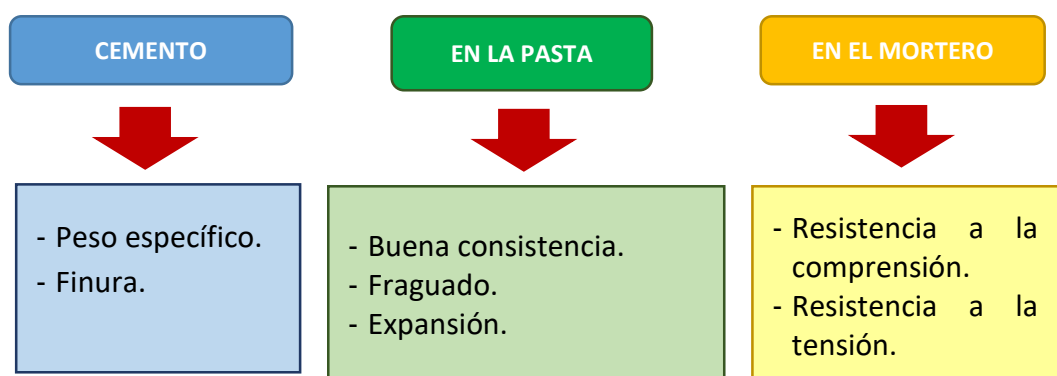 CEMENTO
- Peso específico.
- Finura.
EN LA PASTA
- Buena consistencia.
- Fraguado.
- Expansión.
EN EL MORTERO
- Resistencia a la
comprensión.
- Resistencia a la
tensión.